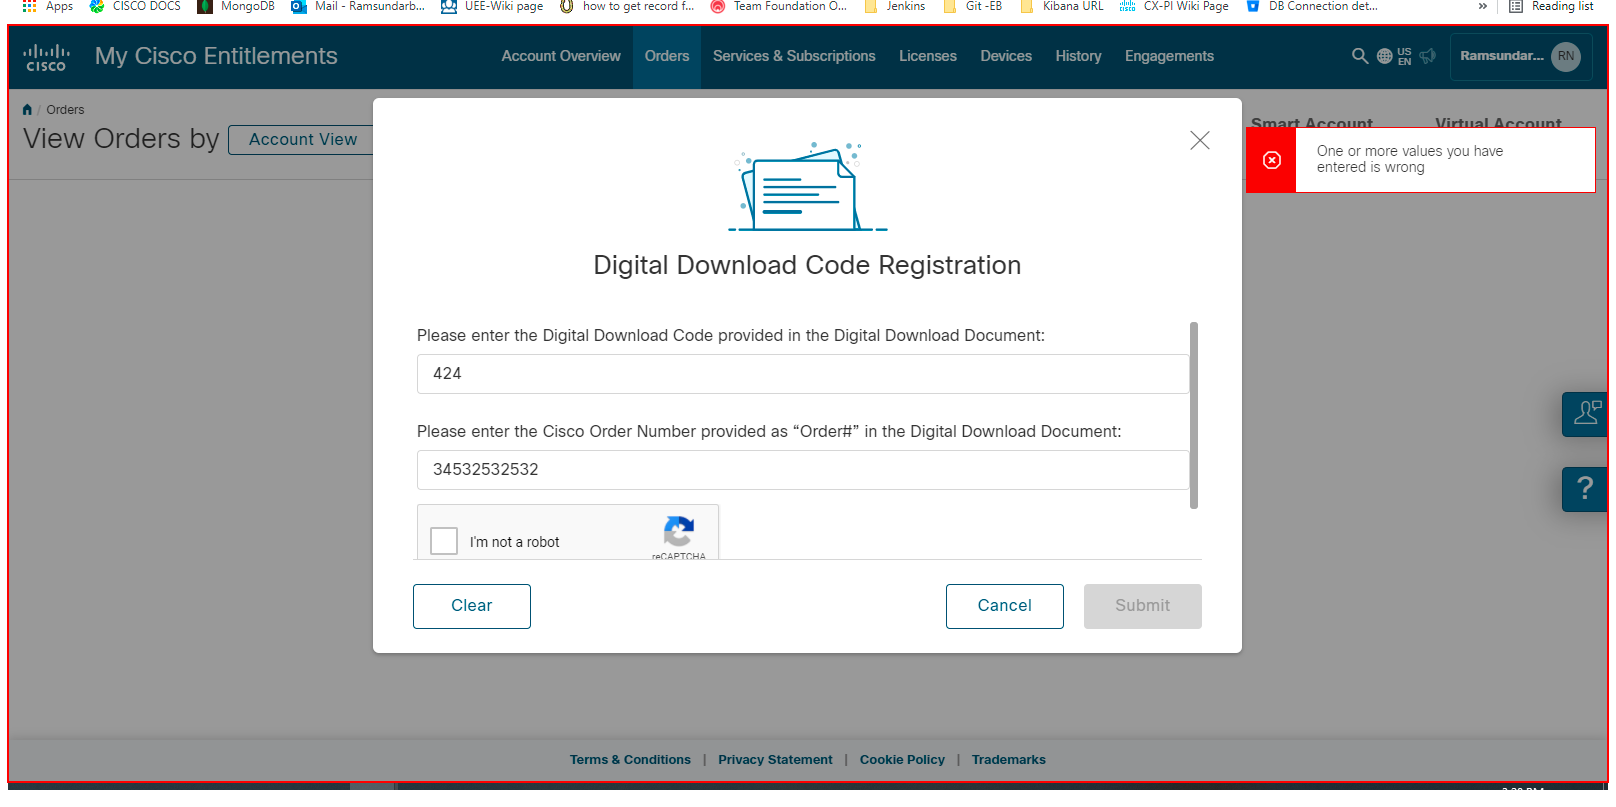 Apps CISCO DOCS MongoDB Mail - Ramsundarb... UEE-Wiki page how to get record f... Team Foundation O... Jenkins Git -EB Kibana URL CX-PI Wiki Page DB Connection det... » Reading list
CISCO My Cisco Entitlements Account Overview Orders Services & Subscriptions Licenses Devices History Engagements US EN Ramsundar... RN
/ Orders
View Orders by Account View
Smart Account Virtual Account
One or more values you have
entered is wrong
Digital Download Code Registration
Please enter the Digital Download Code provided in the Digital Download Document:
424
Please enter the Cisco Order Number provided as “Order#” in the Digital Download Document:
34532532532
I'm not a robot
reCAPTCHA
?
Clear Cancel Submit
Terms & Conditions | Privacy Statement | Cookie Policy | Trademarks